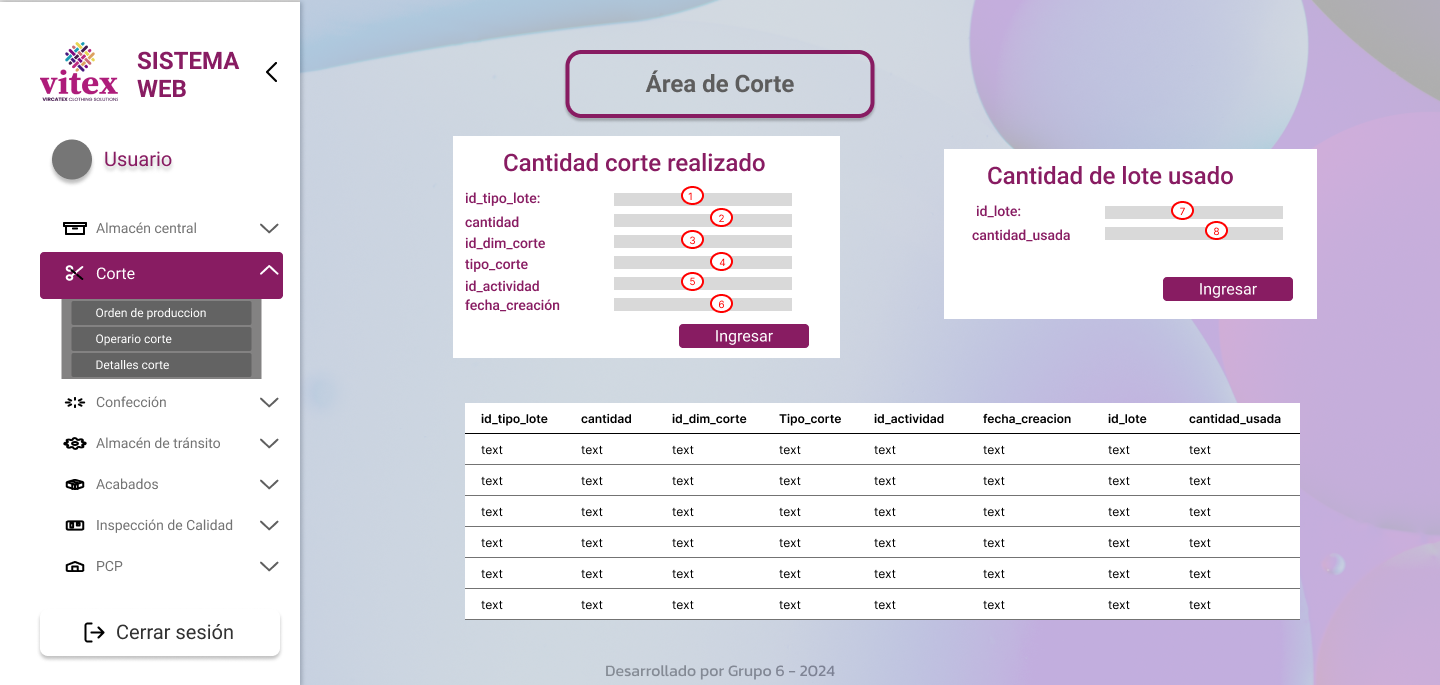 vitex
VIRCATEX CLOTHING SOLUTIONS
SISTEMA
WEB
Usuario
Almacén central
Corte
Orden de produccion
Operario corte
Detalles corte
Confección
Almacén de tránsito
Acabados
Inspección de Calidad
PCP
Cerrar sesión
Área de Corte
Cantidad corte realizado
id_tipo_lote: 1
cantidad 2
id_dim_corte 3
tipo_corte 4
id_actividad 5
fecha_creación 6
Ingresar
Cantidad de lote usado
id_lote: 7
cantidad_usada 8
Ingresar
id_tipo_lote cantidad id_dim_corte Tipo_corte id_actividad fecha_creacion id_lote cantidad_usada
text text text text text text text text
text text text text text text text text
text text text text text text text text
text text text text text text text text
text text text text text text text text
text text text text text text text text
Desarrollado por Grupo 6 - 2024